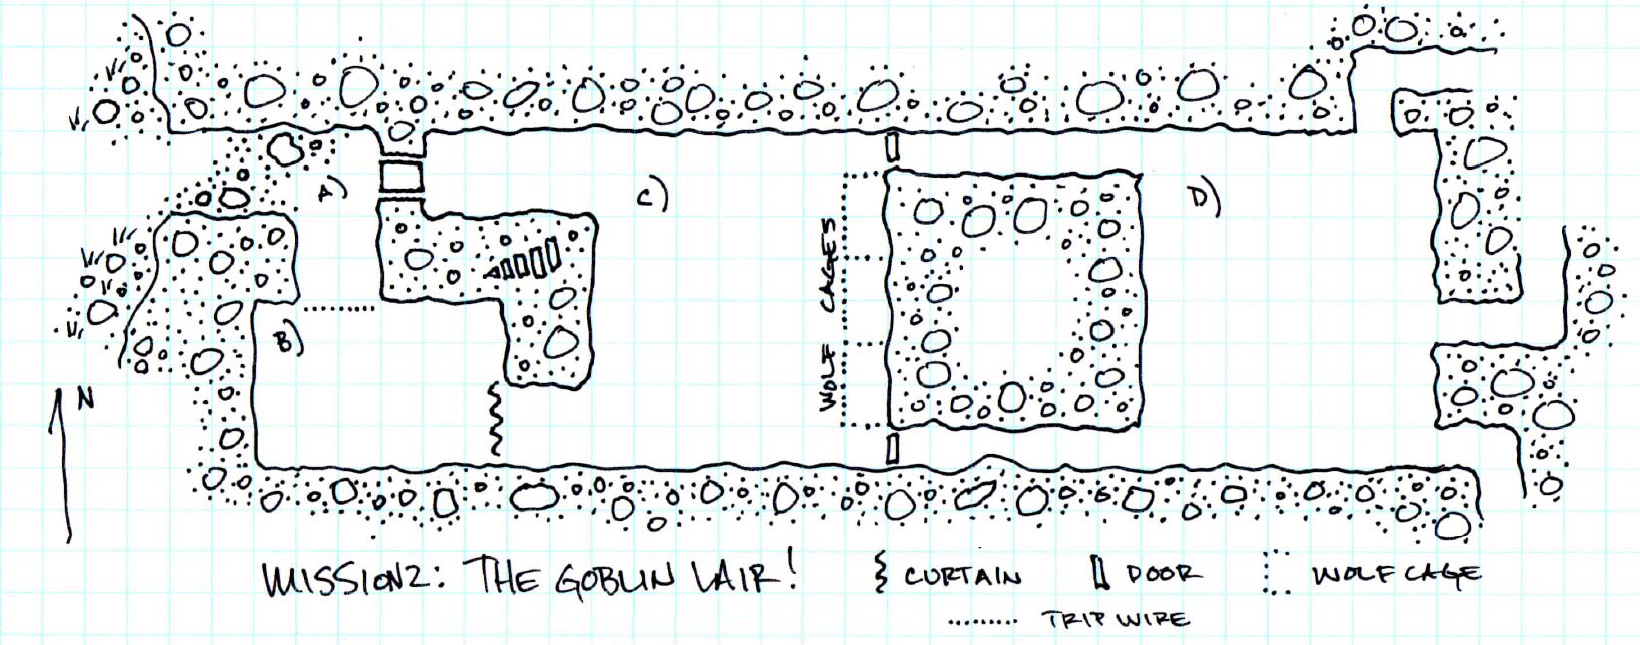 A)
C)
D)
WOLF CAGES
B)
N
MISSION2: THE GOBLIN LAIR!
CURTAIN
DOOR
WOLF CAGE
TRIP WIRE